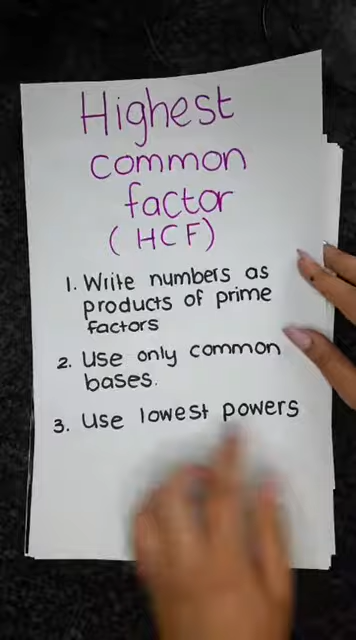 Highest
common
factor
(HCF)
1. Write numbers as
products of prime
factors
2. Use only common
bases.
3. Use lowest powers